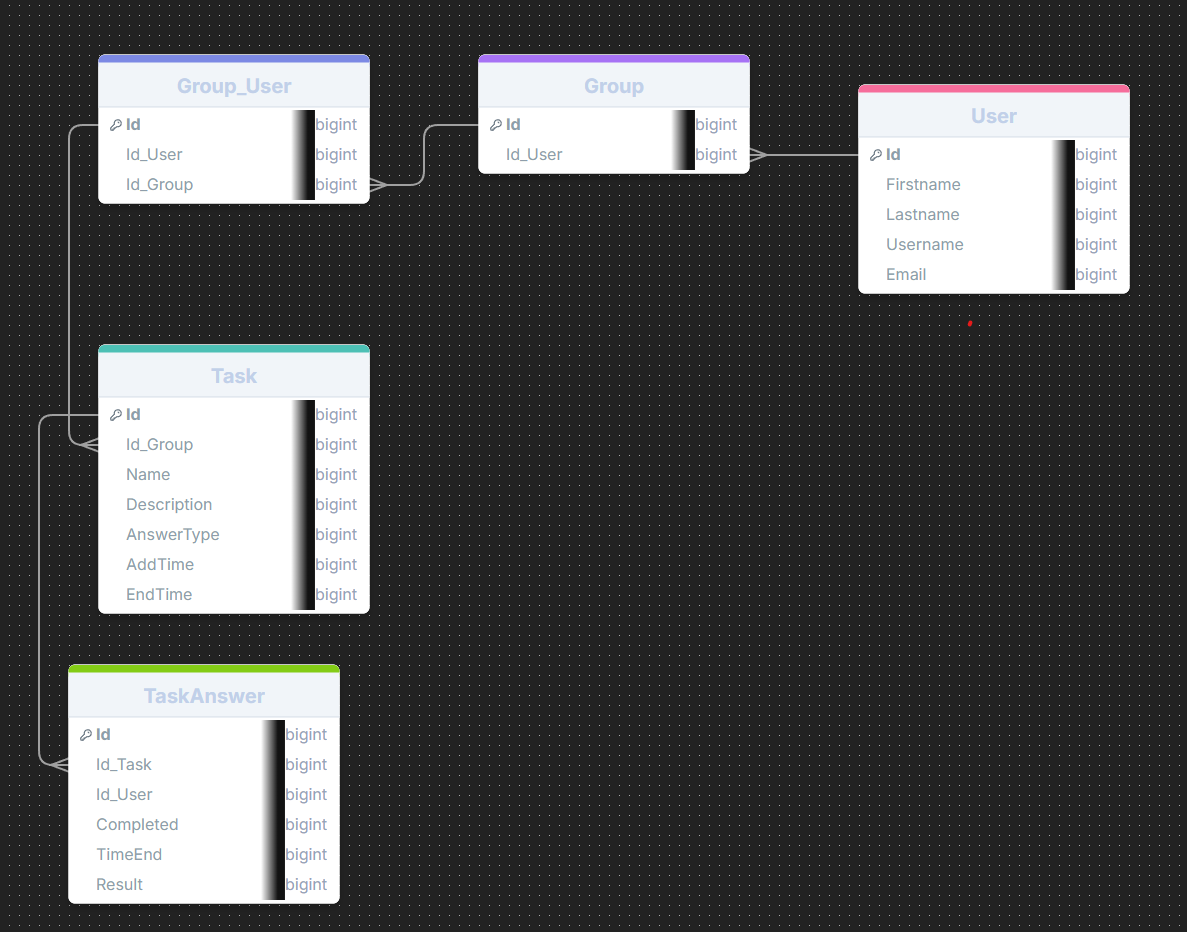 Group_User
Id bigint
Id_User bigint
Id_Group bigint
Group
Id bigint
Id_User bigint
User
Id bigint
Firstname bigint
Lastname bigint
Username bigint
Email bigint
Task
Id bigint
Id_Group bigint
Name bigint
Description bigint
AnswerType bigint
AddTime bigint
EndTime bigint
TaskAnswer
Id bigint
Id_Task bigint
Id_User bigint
Completed bigint
TimeEnd bigint
Result bigint